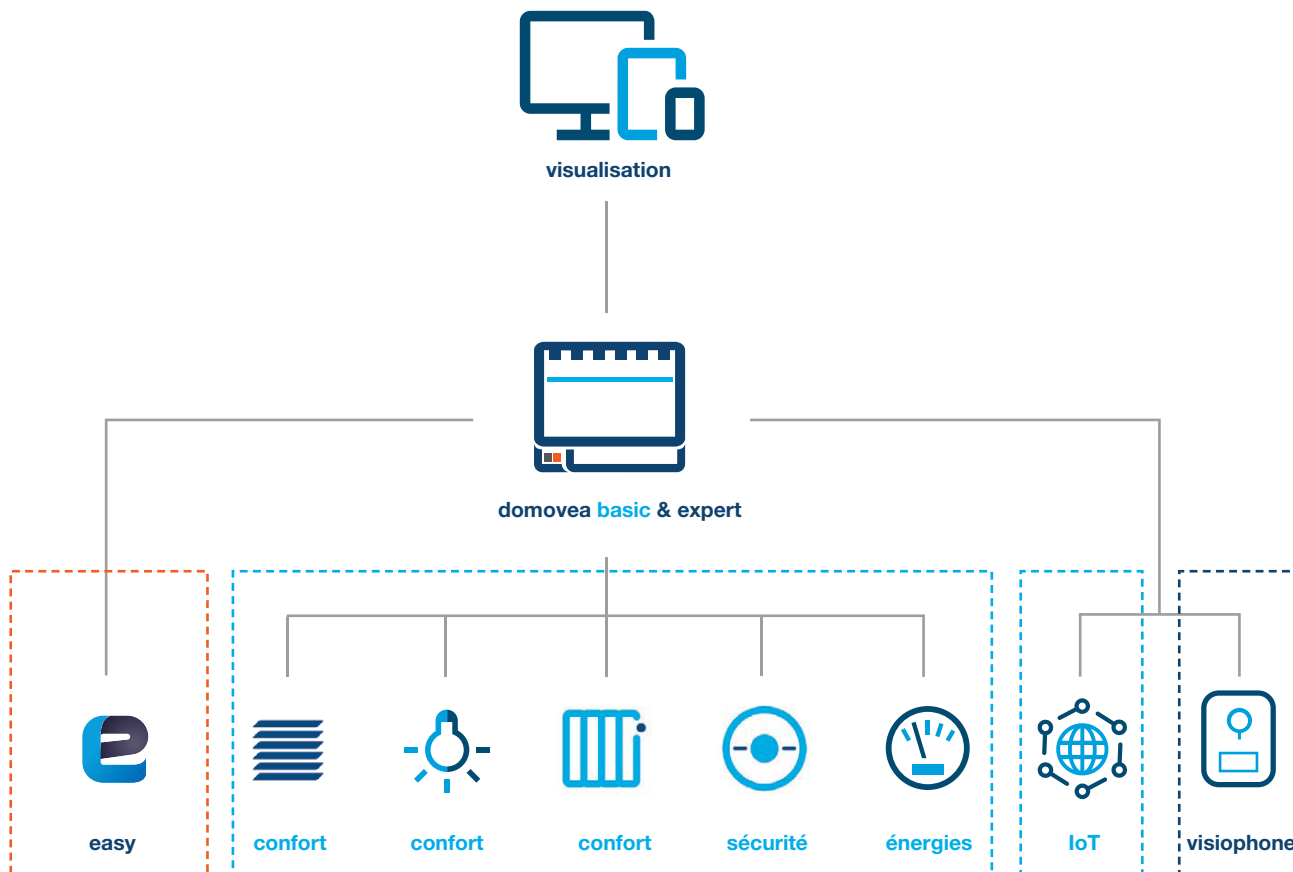 visualisation
domovea basic & expert
easy
confort
confort
confort
sécurité
énergies
IoT
visiophone